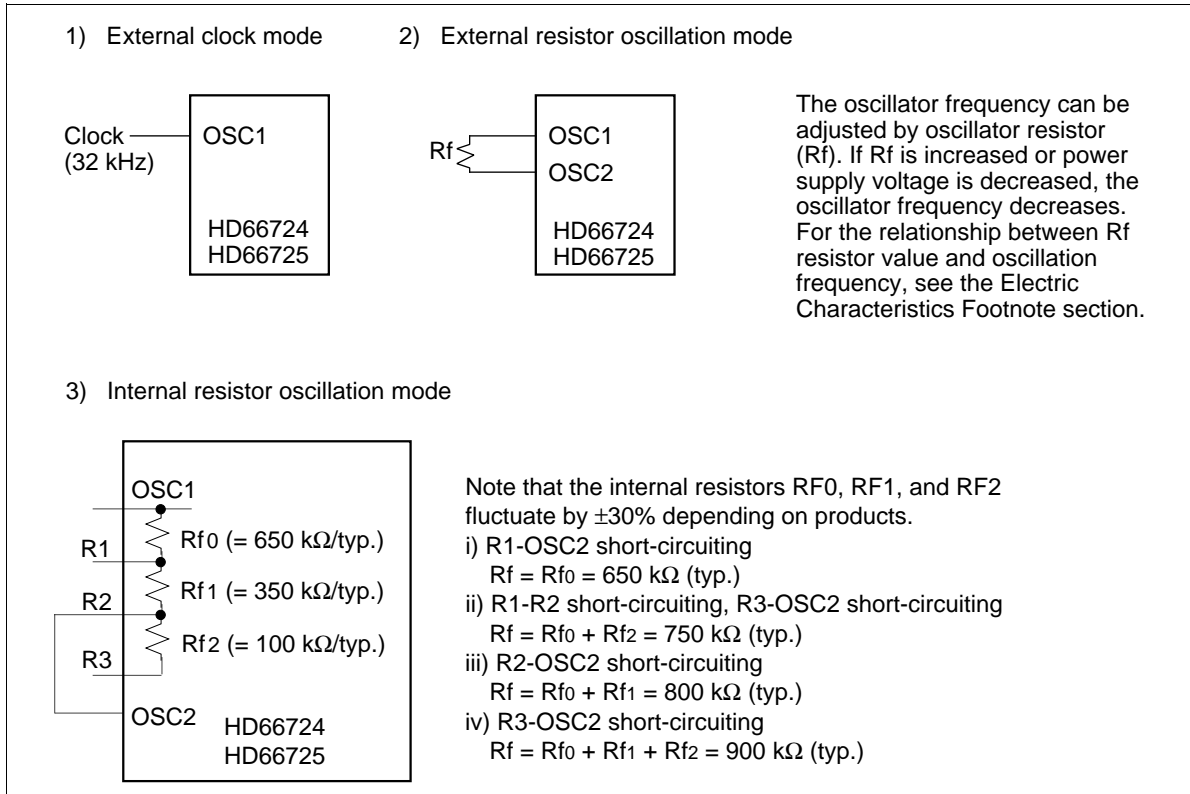 1) External clock mode
2) External resistor oscillation mode
Clock
(32 kHz)
OSC1
HD66724
HD66725
Rf
OSC1
OSC2
HD66724
HD66725
The oscillator frequency can be
adjusted by oscillator resistor
(Rf). If Rf is increased or power
supply voltage is decreased, the
oscillator frequency decreases.
For the relationship between Rf
resistor value and oscillation
frequency, see the Electric
Characteristics Footnote section.
3) Internal resistor oscillation mode
OSC1
Rf0 (= 650 kΩ/typ.)
R1
Rf1 (= 350 kΩ/typ.)
R2
Rf2 (= 100 kΩ/typ.)
R3
OSC2
HD66724
HD66725
Note that the internal resistors RF0, RF1, and RF2
fluctuate by ±30% depending on products.
i) R1-OSC2 short-circuiting
Rf = Rf0 = 650 kΩ (typ.)
ii) R1-R2 short-circuiting, R3-OSC2 short-circuiting
Rf = Rf0 + Rf2 = 750 kΩ (typ.)
iii) R2-OSC2 short-circuiting
Rf = Rf0 + Rf1 = 800 kΩ (typ.)
iv) R3-OSC2 short-circuiting
Rf = Rf0 + Rf1 + Rf2 = 900 kΩ (typ.)